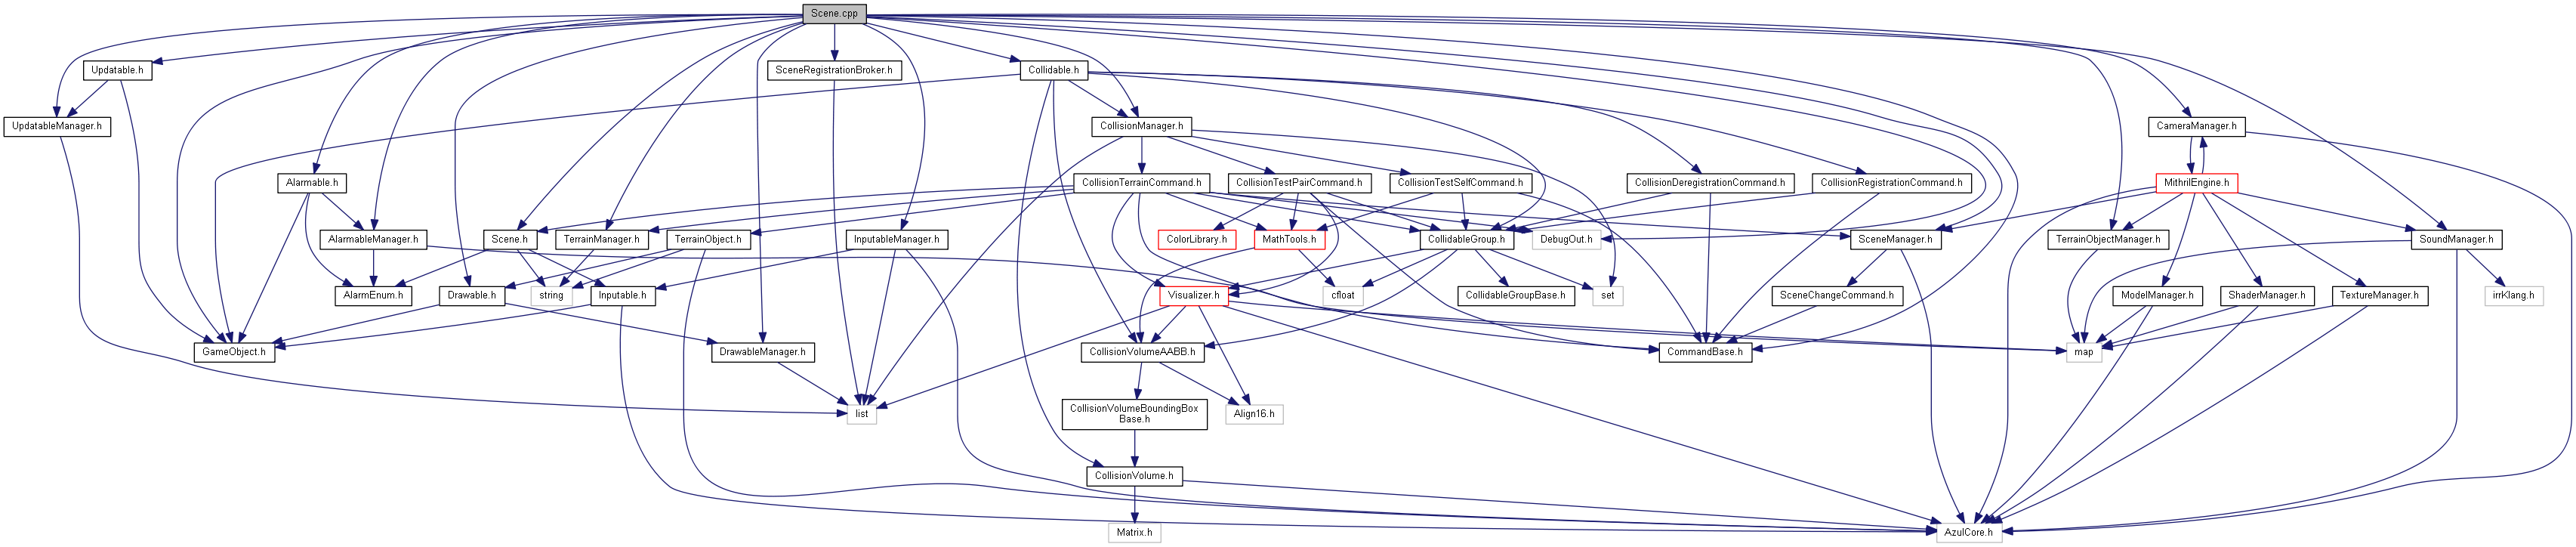 Scene.cpp
Updatable.h
SceneRegistrationBroker.h
Collidable.h
UpdatableManager.h
CollisionManager.h
CameraManager.h
Alarmable.h
CollisionTerrainCommand.h
CollisionTestPairCommand.h
CollisionTestSelfCommand.h
CollisionDeregistrationCommand.h
CollisionRegistrationCommand.h
MithrilEngine.h
AlarmableManager.h
Scene.h
TerrainManager.h
TerrainObject.h
InputableManager.h
ColorLibrary.h
MathTools.h
CollidableGroup.h
DebugOut.h
SceneManager.h
TerrainObjectManager.h
SoundManager.h
AlarmEnum.h
Drawable.h
string
Inputable.h
Visualizer.h
cfloat
CollidableGroupBase.h
set
SceneChangeCommand.h
ModelManager.h
ShaderManager.h
TextureManager.h
irrKlang.h
GameObject.h
DrawableManager.h
CollisionVolumeAABB.h
CommandBase.h
map
list
CollisionVolumeBoundingBox
Base.h
Align16.h
CollisionVolume.h
Matrix.h
AzulCore.h